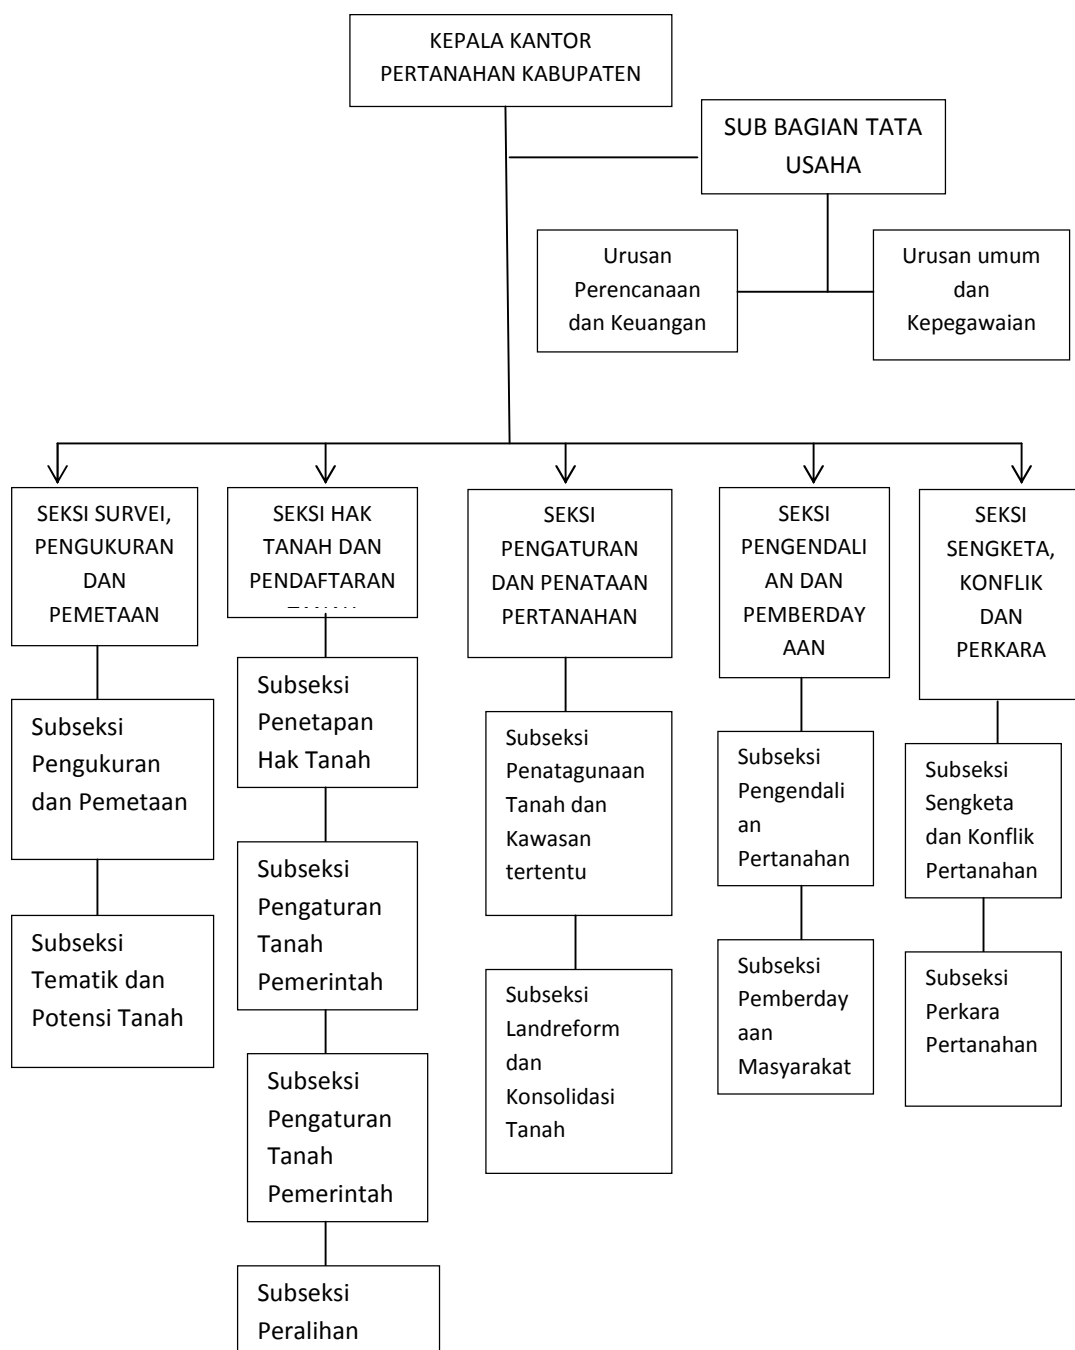 KEPALA KANTOR
PERTANAHAN KABUPATEN
SUB BAGIAN TATA
USAHA
Urusan
Perencanaan
dan Keuangan
Urusan umum
dan
Kepegawaian
SEKSI SURVEI,
PENGUKURAN
DAN
PEMETAAN
SEKSI HAK
TANAH DAN
PENDAFTARAN
SEKSI
PENGATURAN
DAN PENATAAN
PERTANAHAN
SEKSI
PENGENDALI
AN DAN
PEMBERDAY
AAN
SEKSI
SENGKETA,
KONFLIK
DAN
PERKARA
Subseksi
Pengukuran
dan Pemetaan
Subseksi
Tematik dan
Potensi Tanah
Subseksi
Penetapan
Hak Tanah
Subseksi
Pengaturan
Tanah
Pemerintah
Subseksi
Pengaturan
Tanah
Pemerintah
Subseksi
Peralihan
Subseksi
Penatagunaan
Tanah dan
Kawasan
tertentu
Subseksi
Landreform
dan
Konsolidasi
Tanah
Subseksi
Pengendali
an
Pertanahan
Subseksi
Pemberday
aan
Masyarakat
Subseksi
Sengketa
dan Konflik
Pertanahan
Subseksi
Perkara
Pertanahan